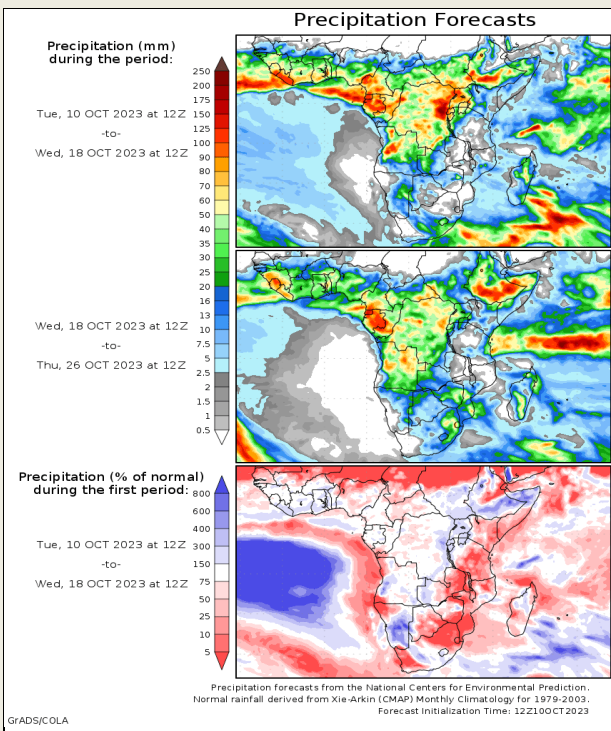 Precipitation Forecasts
Precipitation (mm)
during the period:
250
200
175
150
125
100
90
80
70
60
50
40
35
30
25
20
16
13
10
7.5
5
2.5
2
1.5
1
0.5
Tue, 10 OCT 2023 at 12Z
-to-
Wed, 18 OCT 2023 at 12Z
Wed, 18 OCT 2023 at 12Z
-to-
Thu, 26 OCT 2023 at 12Z
Precipitation (% of normal)
during the first period:
800
600
400
300
150
75
50
25
10
5
Tue, 10 OCT 2023 at 12Z
-to-
Wed, 18 OCT 2023 at 12Z
Precipitation forecasts from the National Centers for Environmental Prediction.
Normal rainfall derived from Xie-Arkin (CMAP) Monthly Climatology for 1979-2003.
Forecast Initialization Time: 12Z10OCT2023
GrADS/COLA